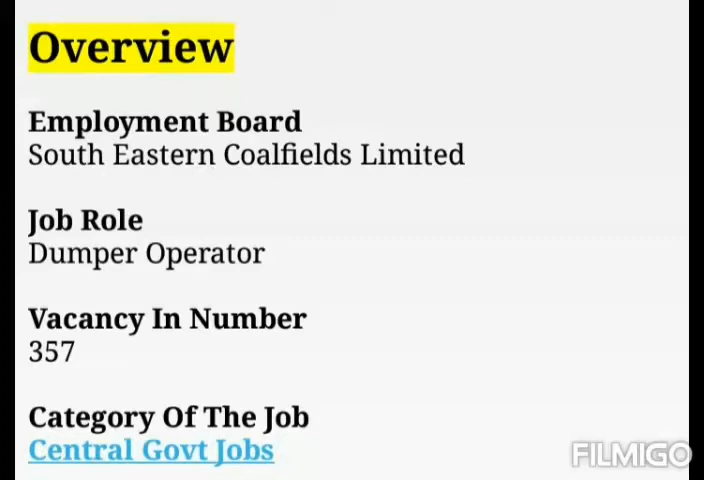 Overview
Employment Board
South Eastern Coalfields Limited
Job Role
Dumper Operator
Vacancy In Number
357
Category Of The Job
Central Govt Jobs
FILMIGO